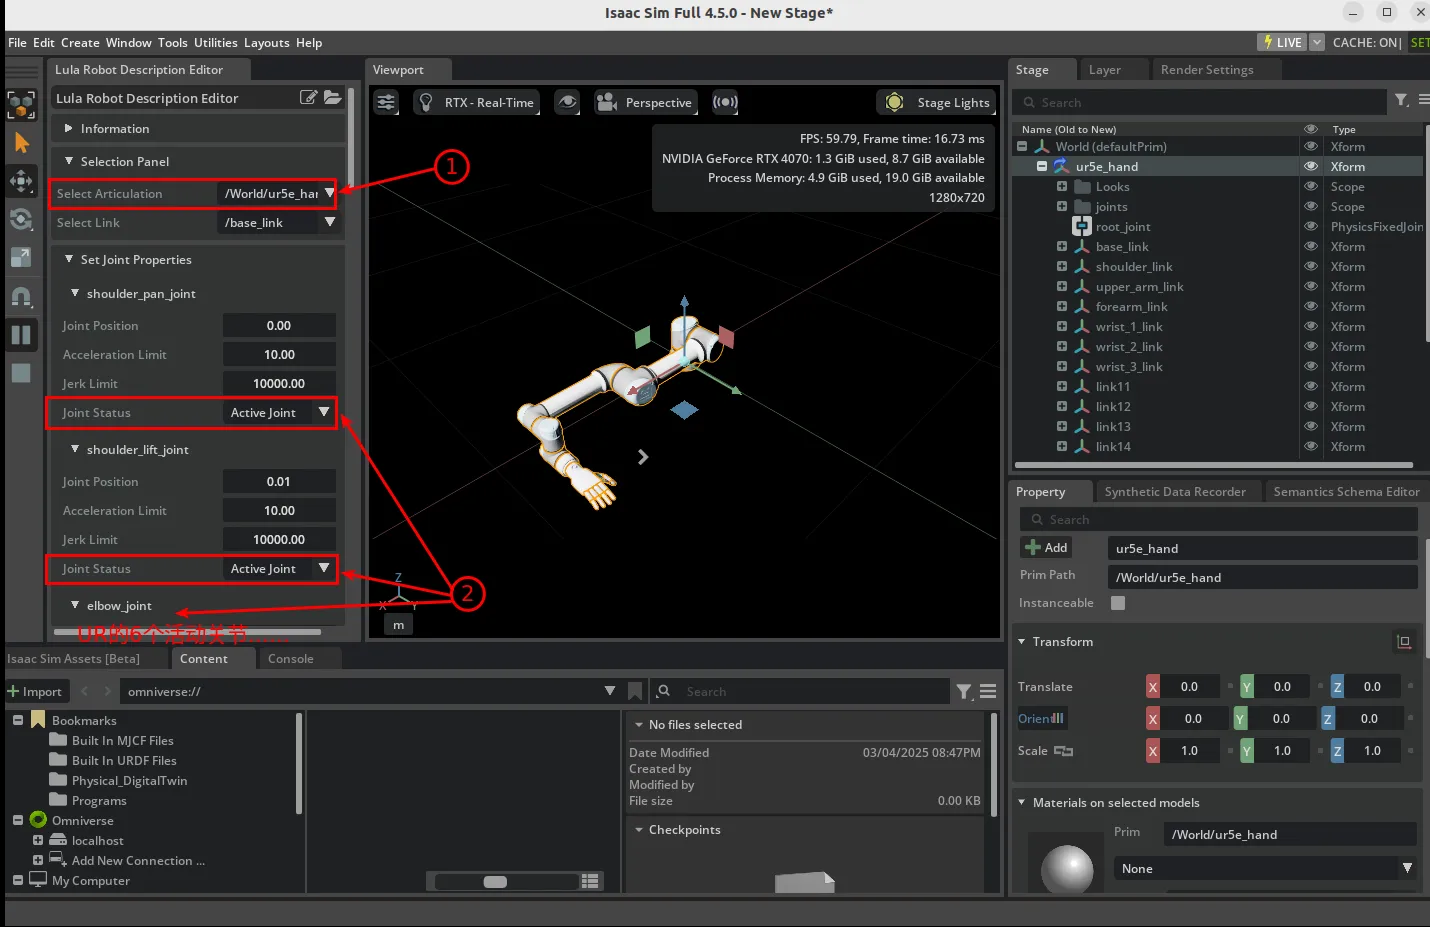 Isaac Sim Full 4.5.0 - New Stage*
File Edit Create Window Tools Utilities Layouts Help
LIVE CACHE: ON| SET
Lula Robot Description Editor
Lula Robot Description Editor
Information
Selection Panel
Select Articulation /World/ur5e_har
Select Link /base_link
Set Joint Properties
shoulder_pan_joint
Joint Position 0.00
Acceleration Limit 10.00
Jerk Limit 10000.00
Joint Status Active Joint
shoulder_lift_joint
Joint Position 0.01
Acceleration Limit 10.00
Jerk Limit 10000.00
Joint Status Active Joint
elbow_joint
UR的6个活动关节......
1
2
Viewport
RTX - Real-Time Perspective Stage Lights
FPS: 59.79, Frame time: 16.73 ms
NVIDIA GeForce RTX 4070: 1.3 GiB used, 8.7 GiB available
Process Memory: 4.9 GiB used, 19.0 GiB available
1280x720
Z
X Y
m
Stage Layer Render Settings
Search
Name (Old to New) Type
World (defaultPrim) Xform
ur5e_hand Xform
Looks Scope
joints Scope
root_joint PhysicsFixedJoin
base_link Xform
shoulder_link Xform
upper_arm_link Xform
forearm_link Xform
wrist_1_link Xform
wrist_2_link Xform
wrist_3_link Xform
link11 Xform
link12 Xform
link13 Xform
link14 Xform
Property Synthetic Data Recorder Semantics Schema Editor
Search
Add ur5e_hand
Prim Path /World/ur5e_hand
Instanceable
Transform
Translate X 0.0 Y 0.0 Z 0.0
Orient X 0.0 Y 0.0 Z 0.0
Scale X 1.0 Y 1.0 Z 1.0
Materials on selected models
Prim /World/ur5e_hand
None
Isaac Sim Assets [Beta] Content Console
Import omniverse:// Search
Bookmarks
Built In MJCF Files
Built In URDF Files
Physical_DigitalTwin
Programs
Omniverse
localhost
Add New Connection ...
My Computer
No files selected
Date Modified 03/04/2025 08:47PM
Created by
Modified by
File size 0.00 KB
Checkpoints